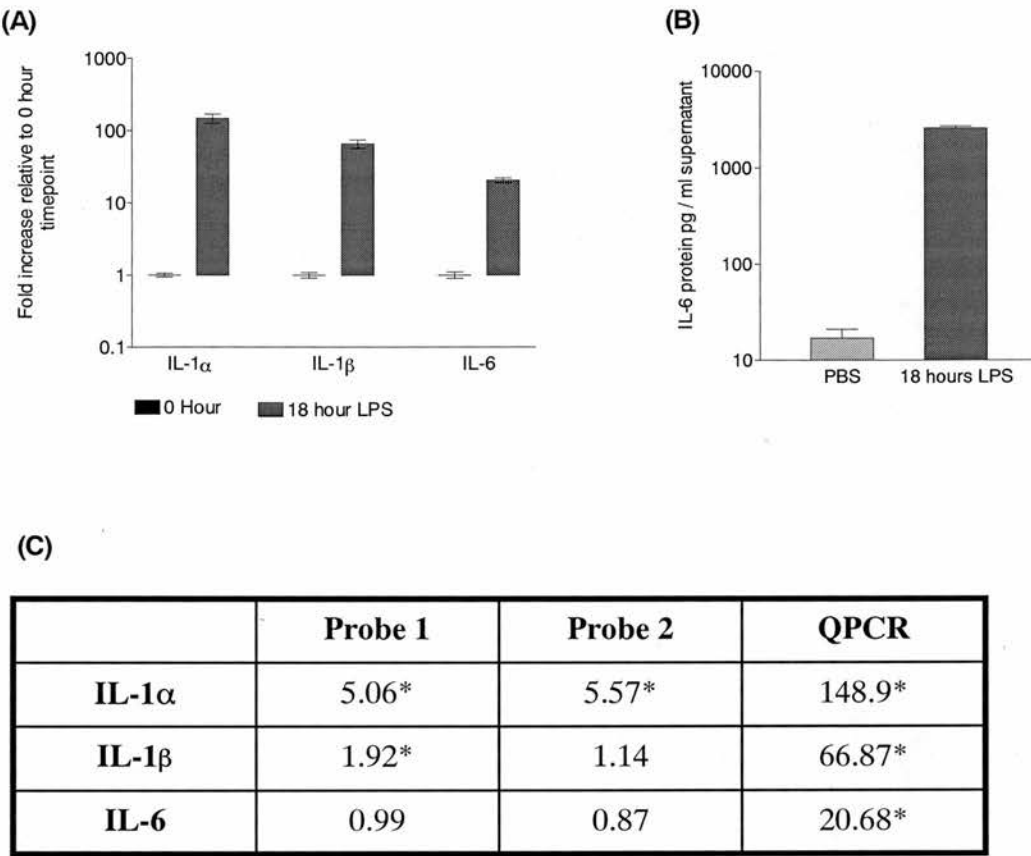 (A)
Fold increase relative to 0 hour
timepoint
1000
100
10
1
0.1
IL-1α
IL-1β
IL-6
0 Hour
18 hour LPS
(B)
IL-6 protein pg / ml supernatant
10000
1000
100
10
PBS
18 hours LPS
(C)
Probe 1 Probe 2 QPCR
IL-1α 5.06* 5.57* 148.9*
IL-1β 1.92* 1.14 66.87*
IL-6 0.99 0.87 20.68*